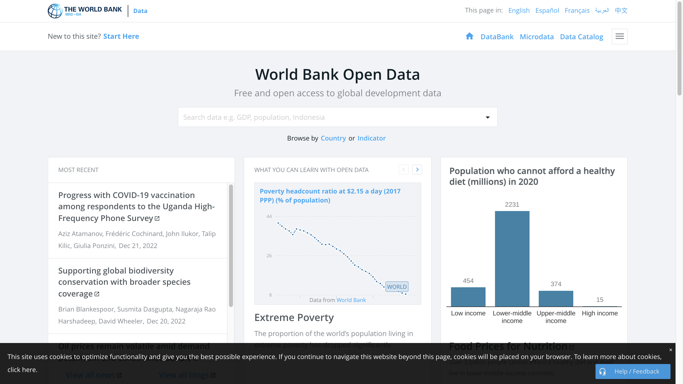 THE WORLD BANK
IBRD • IDA
Data
This page in: English Español Français العربية 中文
New to this site? Start Here
DataBank Microdata Data Catalog
World Bank Open Data
Free and open access to global development data
Search data e.g. GDP, population, Indonesia
Browse by Country or Indicator
MOST RECENT
Progress with COVID-19 vaccination
among respondents to the Uganda High-
Frequency Phone Survey
Aziz Atamanov, Frédéric Cochinard, John Ilukor, Talip
Kilic, Giulia Ponzini, Dec 21, 2022
Supporting global biodiversity
conservation with broader species
coverage
Brian Blankespoor, Susmita Dasgupta, Nagaraja Rao
Harshadeep, David Wheeler, Dec 20, 2022
WHAT YOU CAN LEARN WITH OPEN DATA
Poverty headcount ratio at $2.15 a day (2017
PPP) (% of population)
0
WORLD
Data from World Bank
Extreme Poverty
The proportion of the world's population living in
Population who cannot afford a healthy
diet (millions) in 2020
2231
454
374
15
Low income
Lower-middle
income
Upper-middle
income
High income
Food Prices for Nutrition
This site uses cookies to optimize functionality and give you the best possible experience. If you continue to navigate this website beyond this page, cookies will be placed on your browser. To learn more about cookies,
click here.
×
Help / Feedback